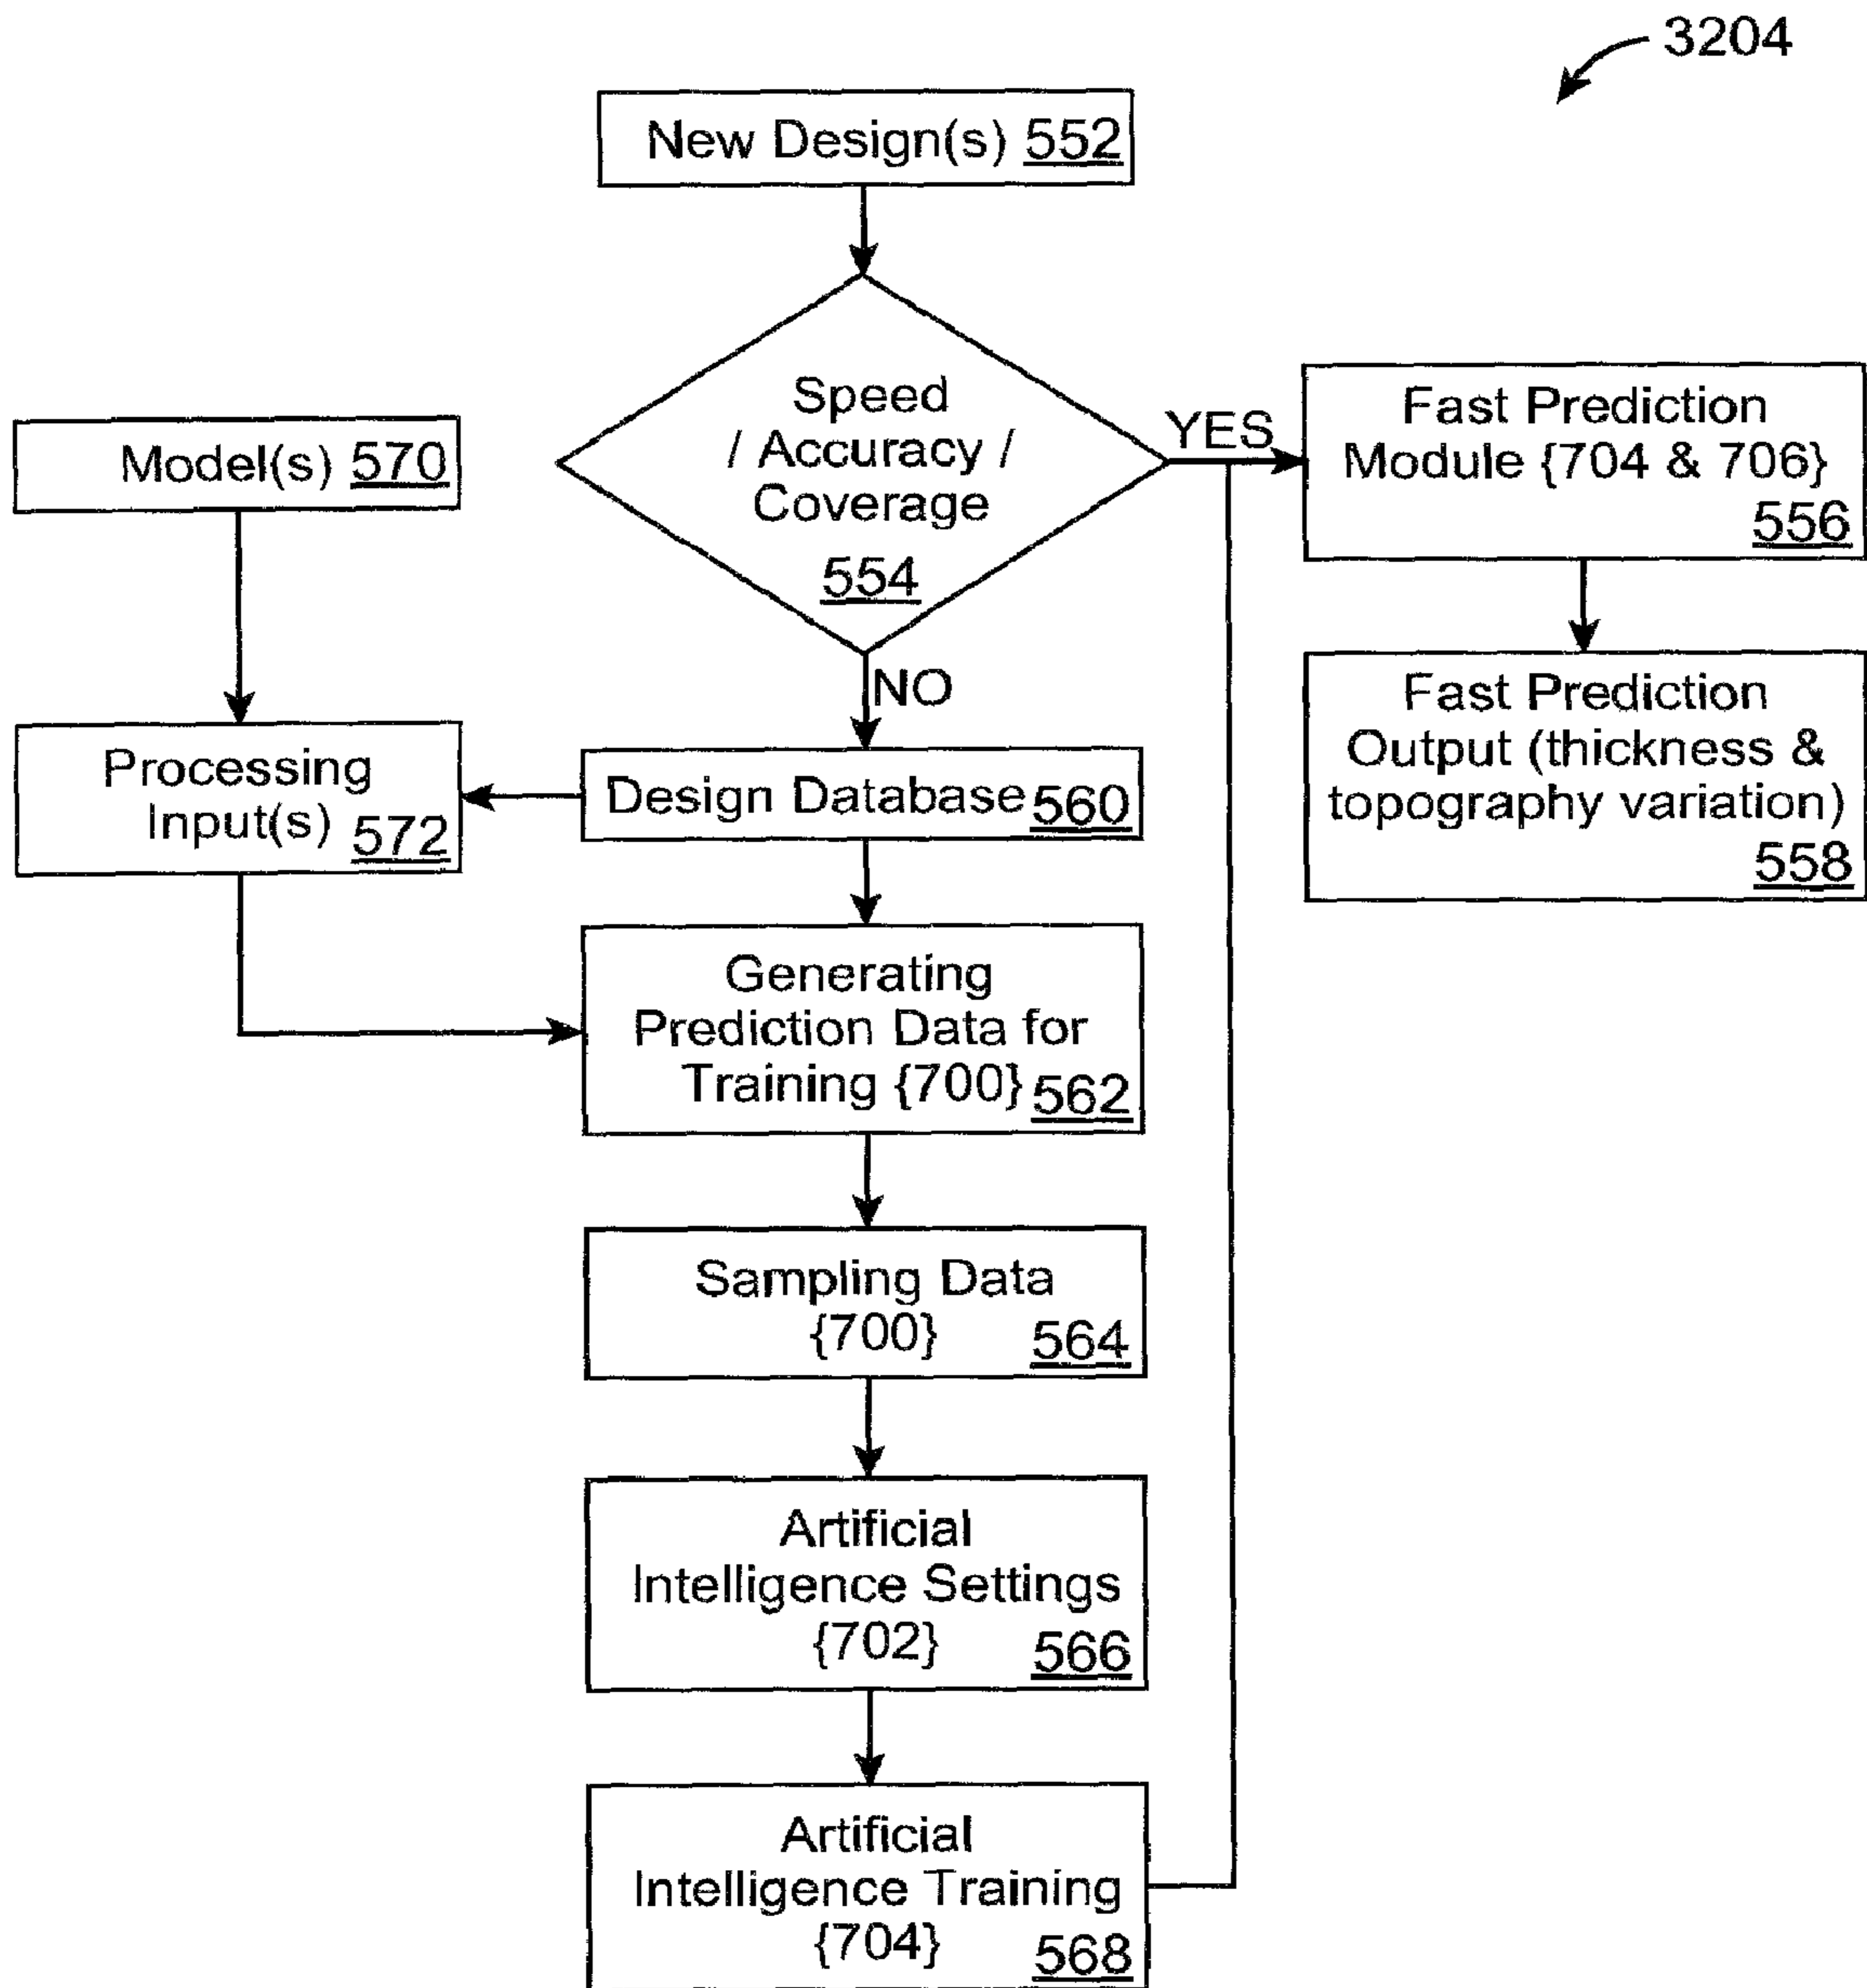 3204
New Design(s) 552
Speed
/ Accuracy /
Coverage
554
YES
NO
Fast Prediction
Module {704 & 706}
556
Fast Prediction
Output (thickness &
topography variation)
558
Model(s) 570
Processing
Input(s) 572
Design Database 560
Generating
Prediction Data for
Training {700} 562
Sampling Data
{700} 564
Artificial
Intelligence Settings
{702} 566
Artificial
Intelligence Training
{704} 568